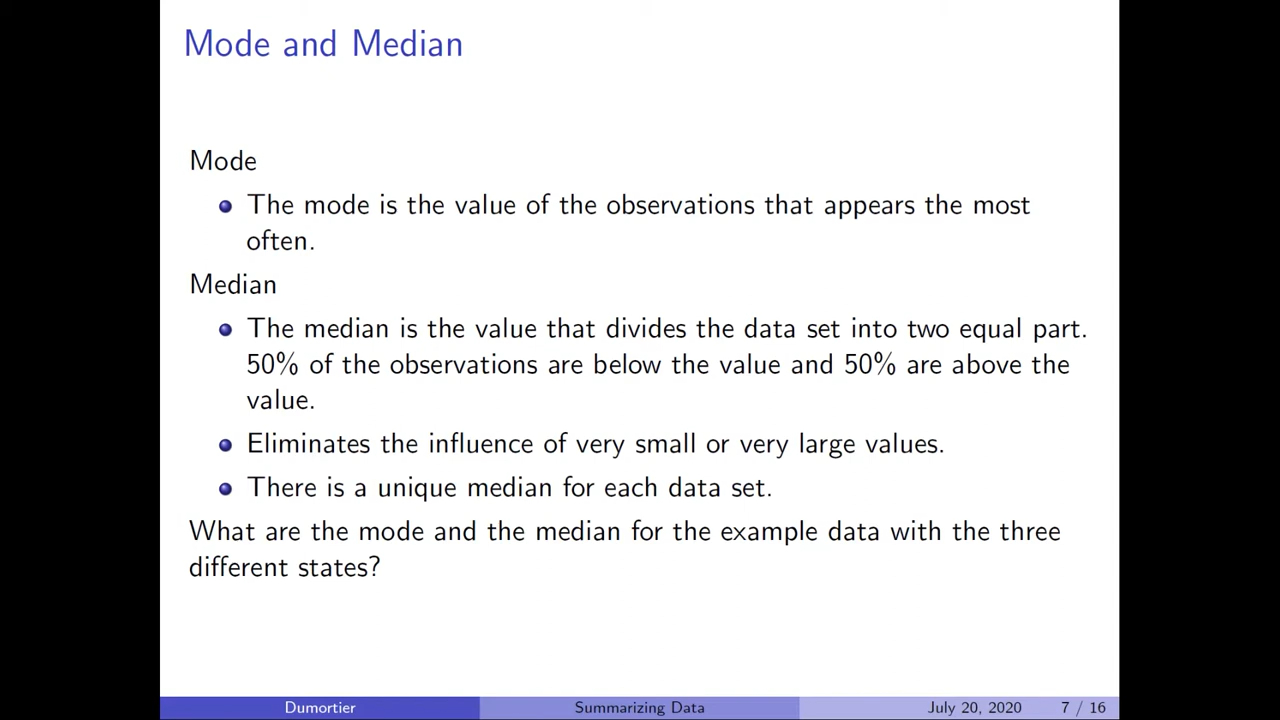 Mode and Median
Mode
The mode is the value of the observations that appears the most
often.
Median
The median is the value that divides the data set into two equal part.
50% of the observations are below the value and 50% are above the
value.
Eliminates the influence of very small or very large values.
There is a unique median for each data set.
What are the mode and the median for the example data with the three
different states?
Dumortier Summarizing Data July 20, 2020 7 / 16